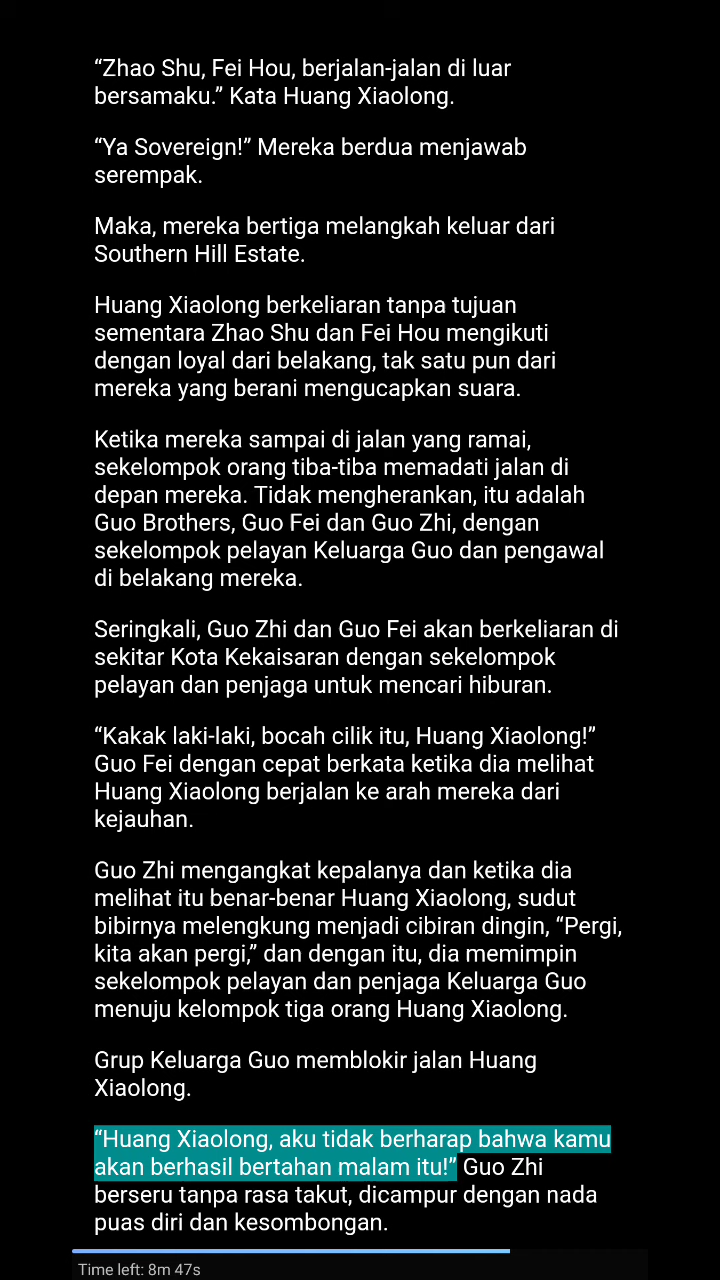 “Zhao Shu, Fei Hou, berjalan-jalan di luar
bersamaku.” Kata Huang Xiaolong.
“Ya Sovereign!” Mereka berdua menjawab
serempak.
Maka, mereka bertiga melangkah keluar dari
Southern Hill Estate.
Huang Xiaolong berkeliaran tanpa tujuan
sementara Zhao Shu dan Fei Hou mengikuti
dengan loyal dari belakang, tak satu pun dari
mereka yang berani mengucapkan suara.
Ketika mereka sampai di jalan yang ramai,
sekelompok orang tiba-tiba memadati jalan di
depan mereka. Tidak mengherankan, itu adalah
Guo Brothers, Guo Fei dan Guo Zhi, dengan
sekelompok pelayan Keluarga Guo dan pengawal
di belakang mereka.
Seringkali, Guo Zhi dan Guo Fei akan berkeliaran di
sekitar Kota Kekaisaran dengan sekelompok
pelayan dan penjaga untuk mencari hiburan.
“Kakak laki-laki, bocah cilik itu, Huang Xiaolong!”
Guo Fei dengan cepat berkata ketika dia melihat
Huang Xiaolong berjalan ke arah mereka dari
kejauhan.
Guo Zhi mengangkat kepalanya dan ketika dia
melihat itu benar-benar Huang Xiaolong, sudut
bibirnya melengkung menjadi cibiran dingin, “Pergi,
kita akan pergi,” dan dengan itu, dia memimpin
sekelompok pelayan dan penjaga Keluarga Guo
menuju kelompok tiga orang Huang Xiaolong.
Grup Keluarga Guo memblokir jalan Huang
Xiaolong.
“Huang Xiaolong, aku tidak berharap bahwa kamu
akan berhasil bertahan malam itu!” Guo Zhi
berseru tanpa rasa takut, dicampur dengan nada
puas diri dan kesombongan.
Time left: 8m 47s